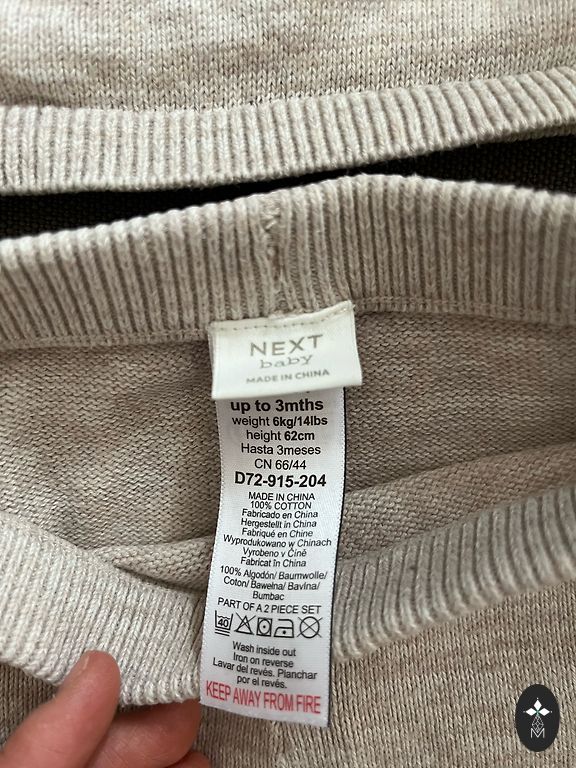 NEXT
baby
MADE IN CHINA
up to 3mths
weight 6kg/14lbs
height 62cm
Hasta 3meses
CN 66/44
D72-915-204
MADE IN CHINA
100% COTTON
Fabricado en China
Hergestellt in China
Fabriqué en Chine
Wyprodukowano w Chinach
Vyrobeno v Číně
Fabricat în China
100% Algodón/ Baumwolle/
Coton/ Bawełna/ Bavlna/
Bumbac
PART OF A 2 PIECE SET
40
Wash inside out
Iron on reverse
Lavar del revés. Planchar
por el revés.
KEEP AWAY FROM FIRE
M